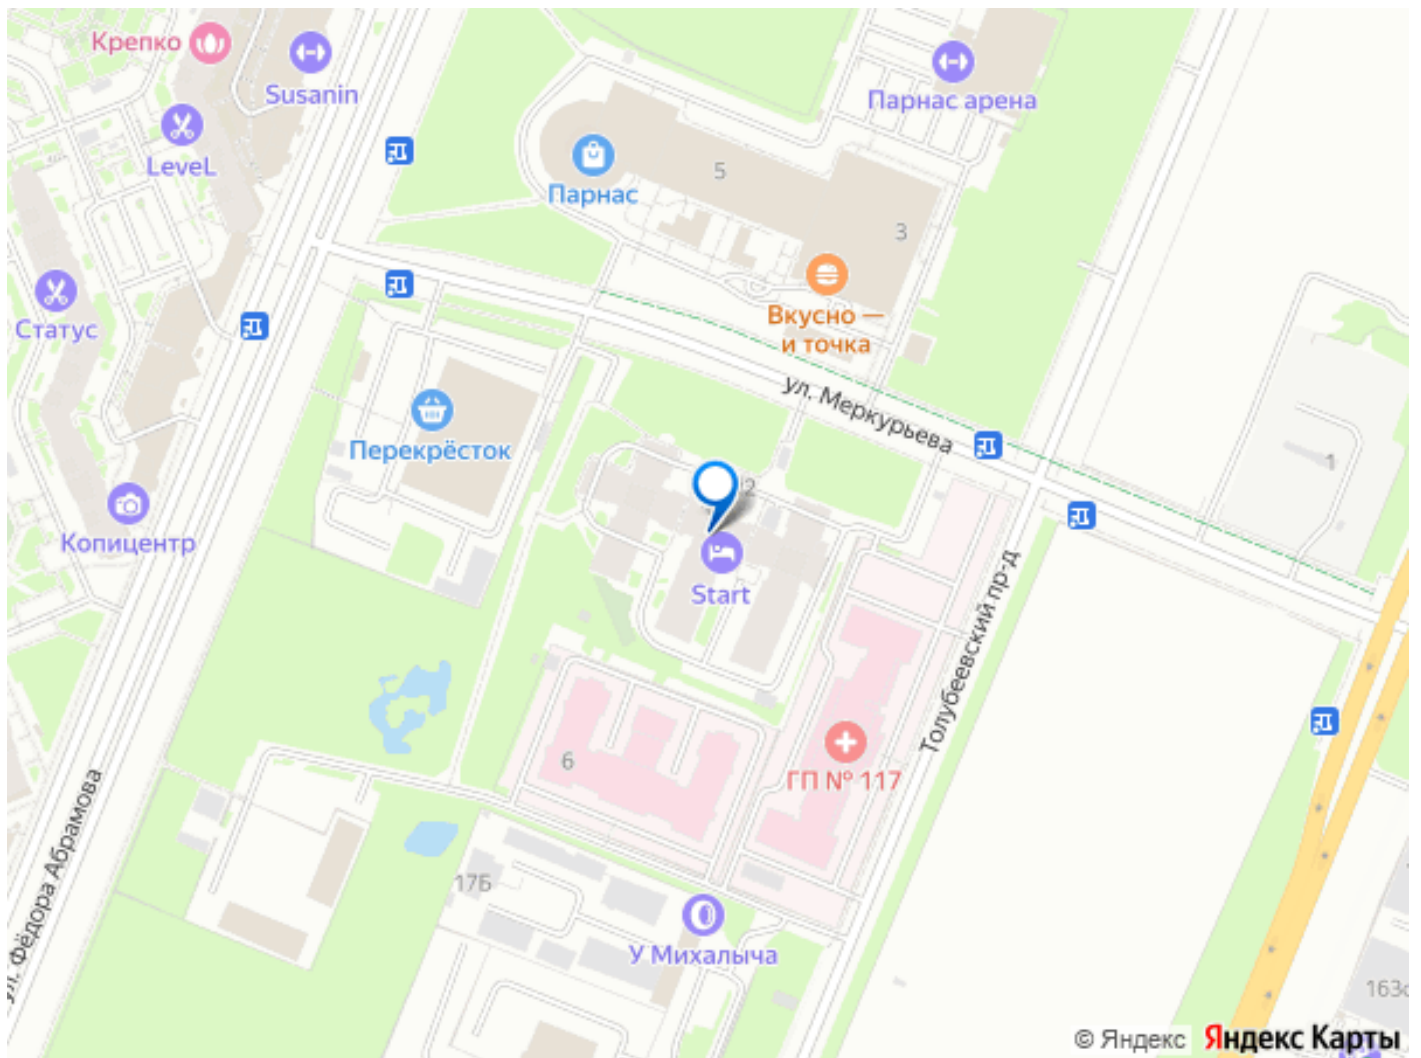 Крепко
Susanin
Парнас арена
LeveL
5
Парнас
3
Вкусно —
и точка
Статус
ул. Меркурьева
Перекрёсток
1
2
Копицентр
Start
Толубеевский пр-д
6
ГП № 117
ул. Фёдора Абрамова
17Б
У Михалыча
163
© Яндекс Яндекс Карты